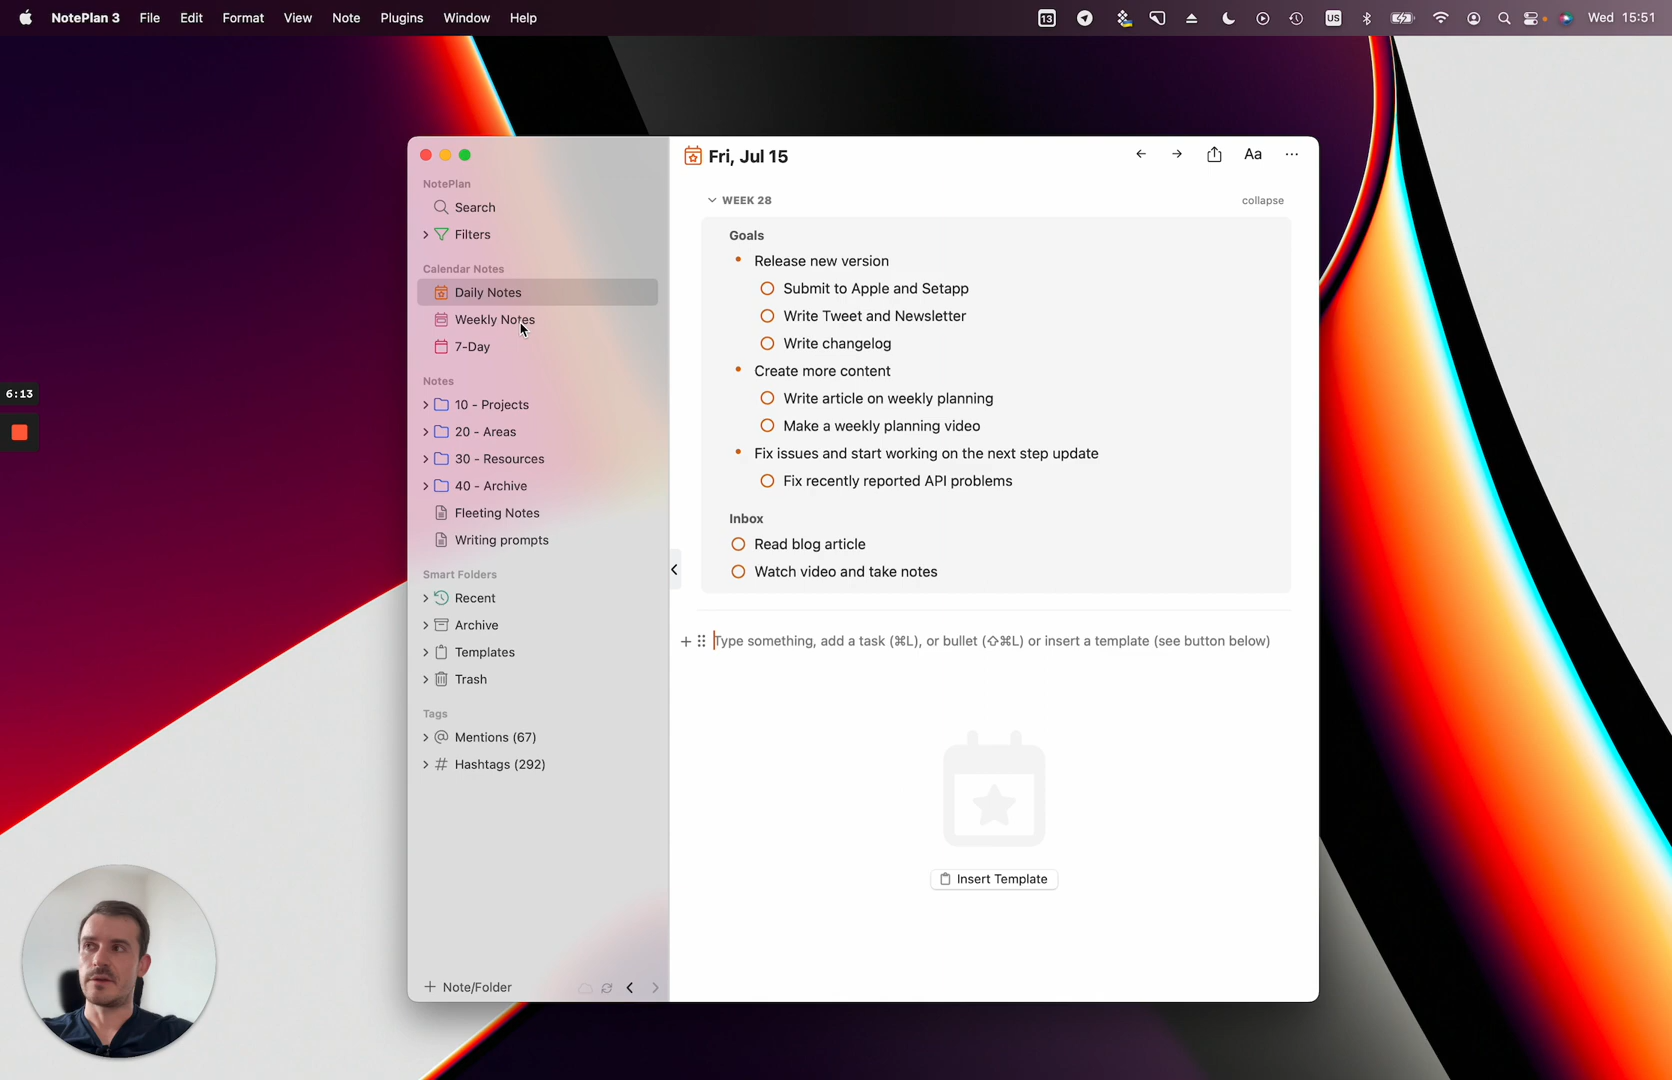 NotePlan 3 File Edit Format View Note Plugins Window Help 13 US Wed 15:51
Fri, Jul 15
Aa
NotePlan
Search
Filters
Calendar Notes
Daily Notes
Weekly Notes
7-Day
Notes
10 - Projects
20 - Areas
30 - Resources
40 - Archive
Fleeting Notes
Writing prompts
Smart Folders
Recent
Archive
Templates
Trash
Tags
@ Mentions (67)
# Hashtags (292)
+ Note/Folder
WEEK 28
collapse
Goals
• Release new version
Submit to Apple and Setapp
Write Tweet and Newsletter
Write changelog
• Create more content
Write article on weekly planning
Make a weekly planning video
• Fix issues and start working on the next step update
Fix recently reported API problems
Inbox
Read blog article
Watch video and take notes
Type something, add a task (⌘L), or bullet (⇧⌘L) or insert a template (see button below)
Insert Template
6:13